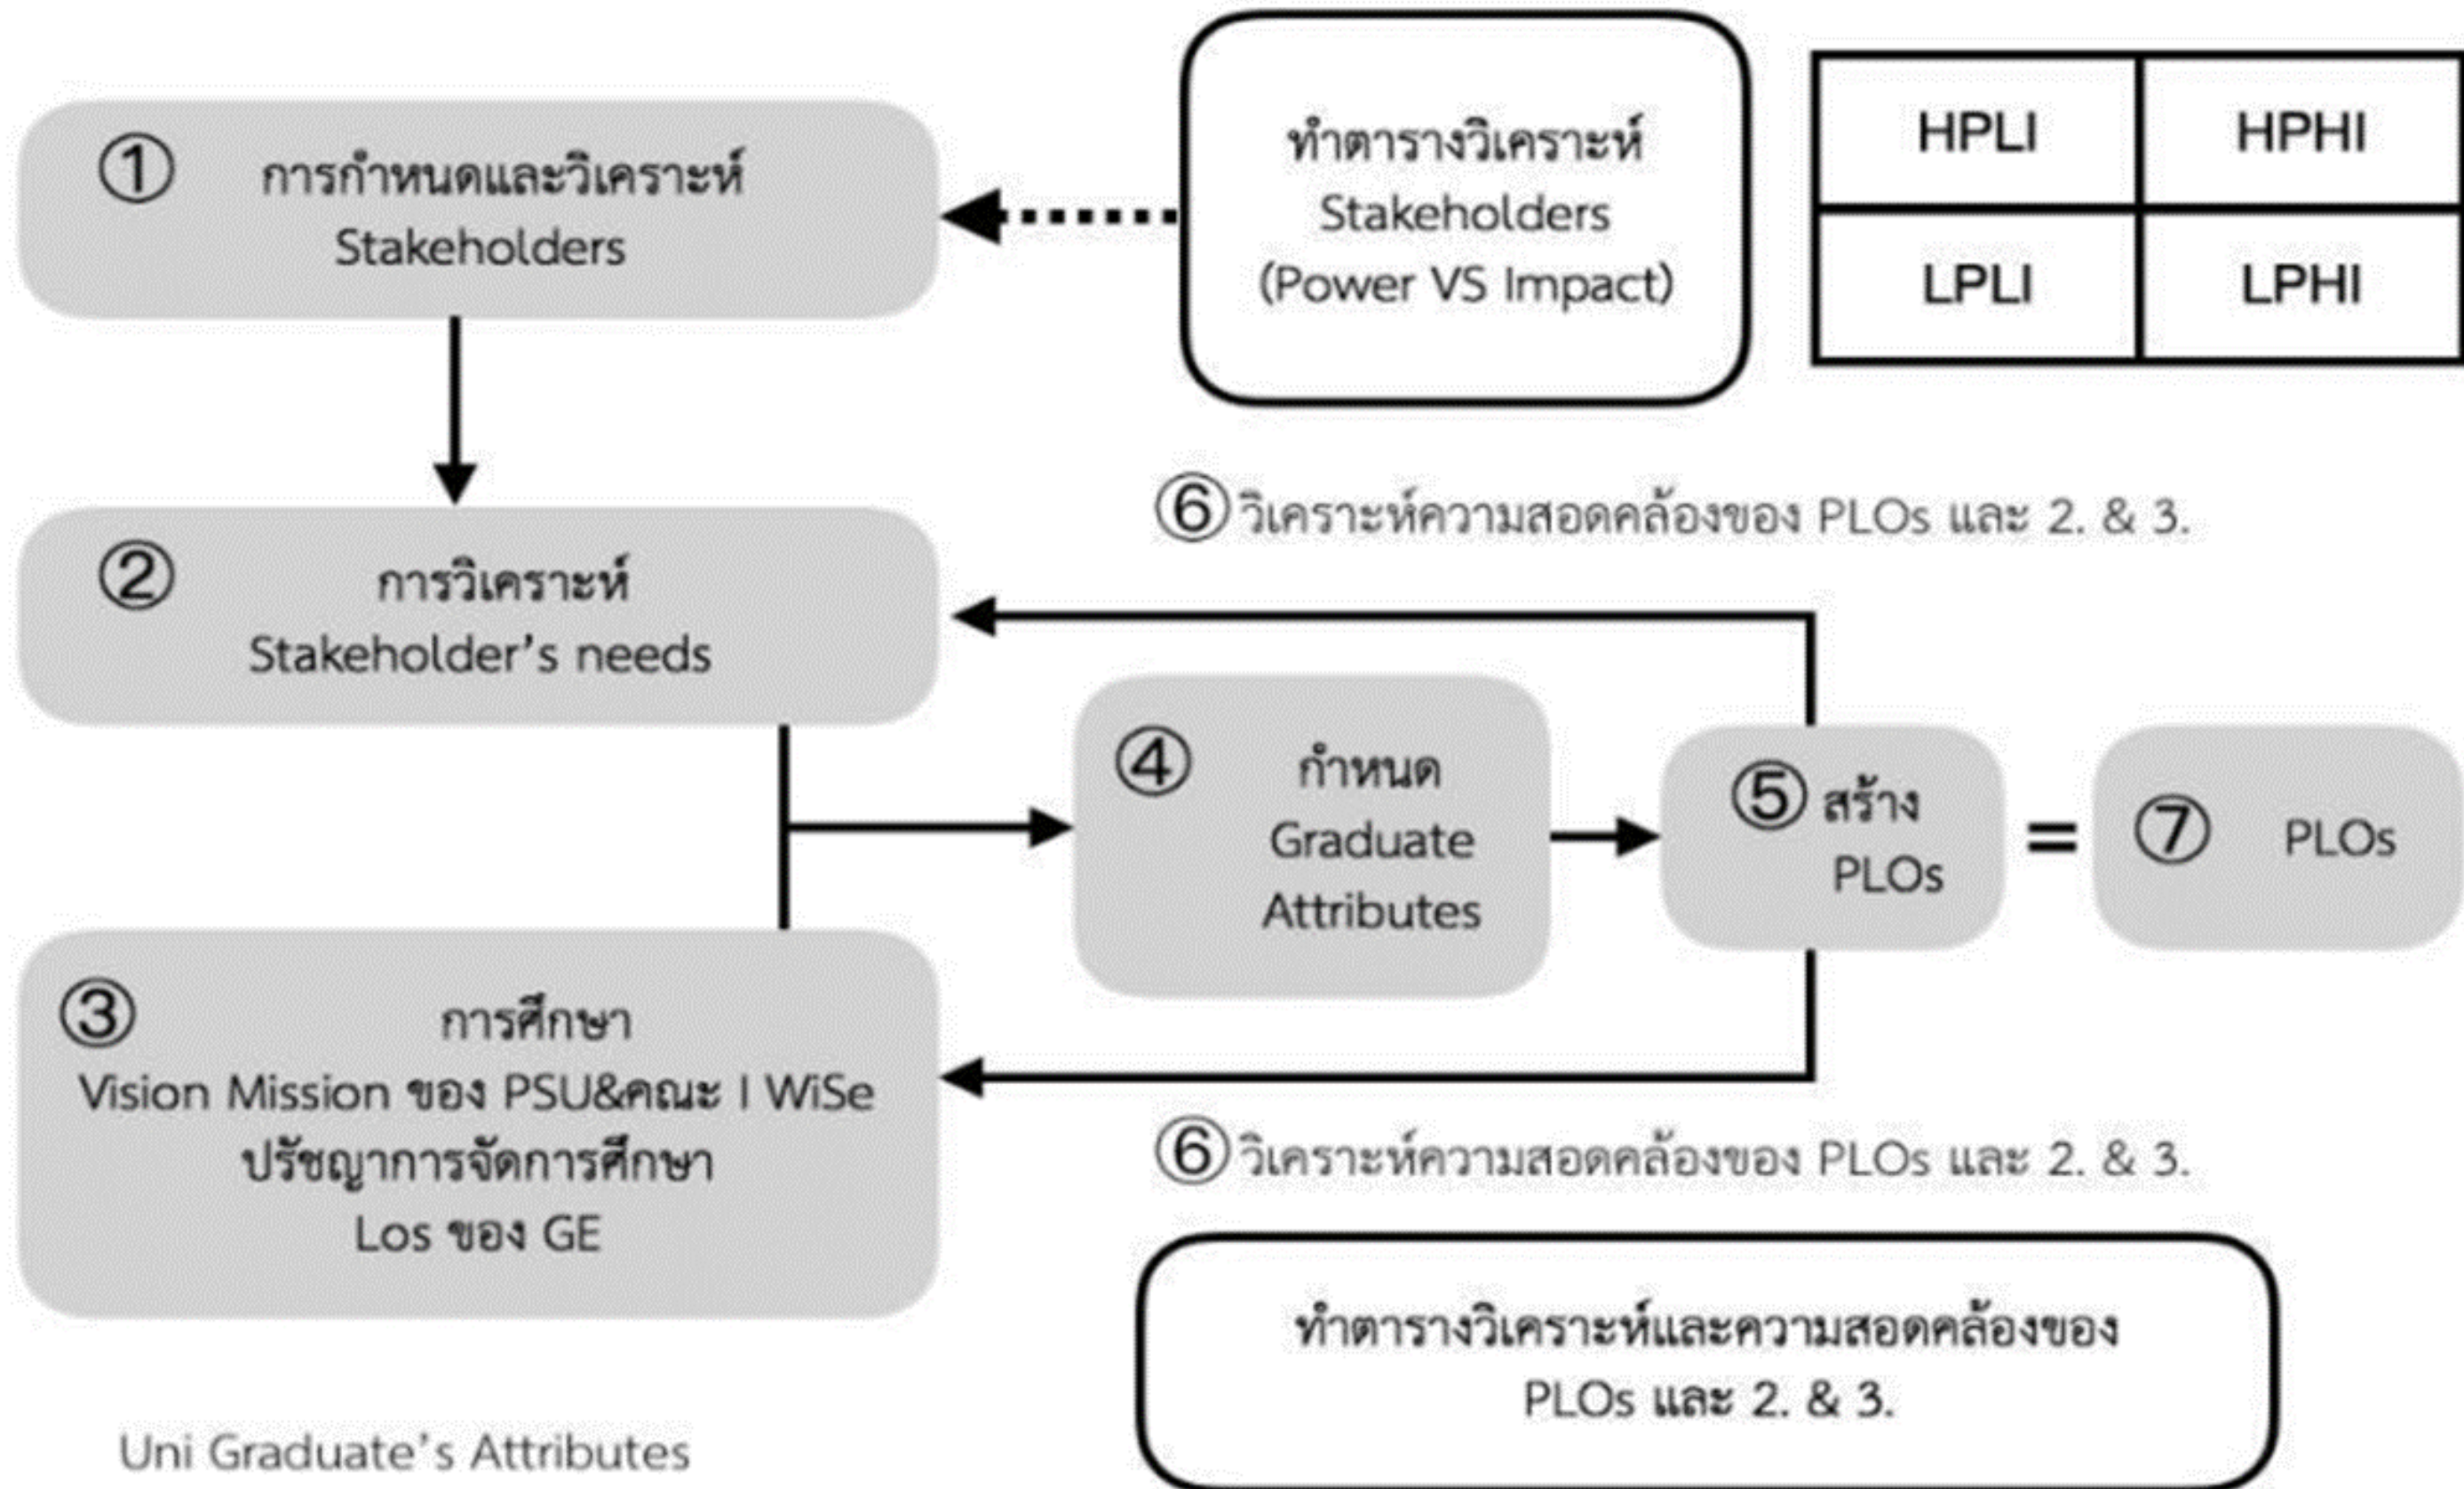 ① การกำหนดและวิเคราะห์
Stakeholders
ทำตารางวิเคราะห์
Stakeholders
(Power VS Impact)
HPLI HPHI
LPLI LPHI
⑥ วิเคราะห์ความสอดคล้องของ PLOs และ 2. & 3.
② การวิเคราะห์
Stakeholder's needs
④ กำหนด
Graduate
Attributes
⑤ สร้าง
PLOs
=
⑦ PLOs
③ การศึกษา
Vision Mission ของ PSU&คณะ I WiSe
ปรัชญาการจัดการศึกษา
Los ของ GE
⑥ วิเคราะห์ความสอดคล้องของ PLOs และ 2. & 3.
ทำตารางวิเคราะห์และความสอดคล้องของ
PLOs และ 2. & 3.
Uni Graduate's Attributes